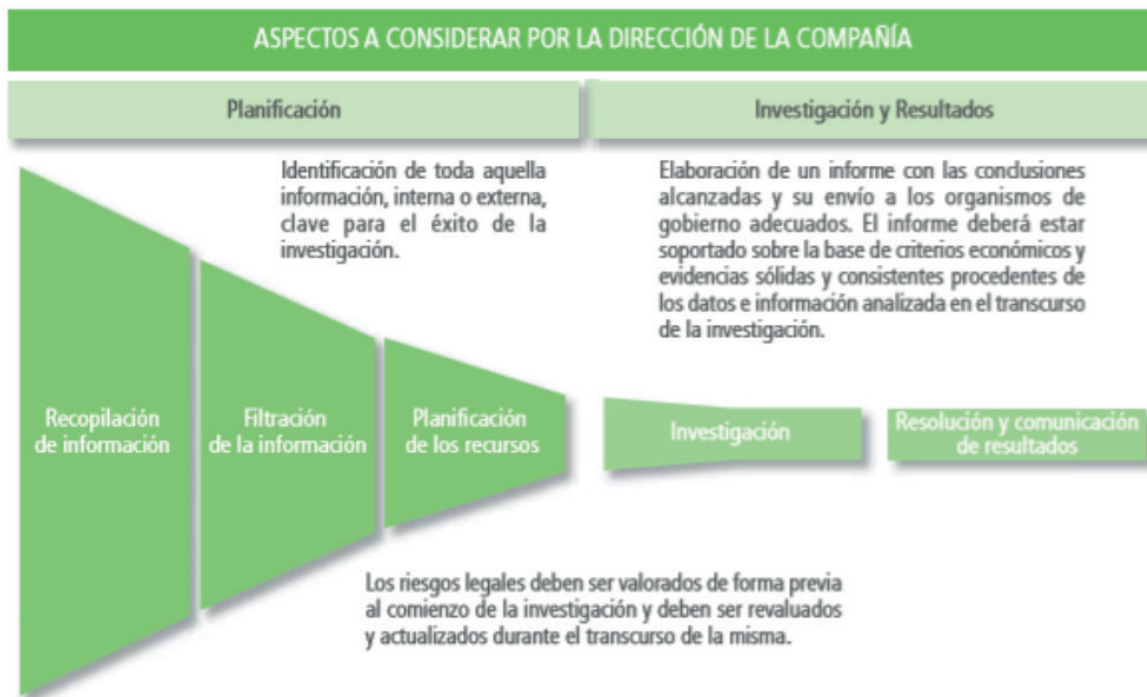 ASPECTOS A CONSIDERAR POR LA DIRECCIÓN DE LA COMPAÑÍA
Planificación
Investigación y Resultados
Identificación de toda aquella
información, interna o externa,
clave para el éxito de la
investigación.
Elaboración de un informe con las conclusiones
alcanzadas y su envío a los organismos de
gobierno adecuados. El informe deberá estar
soportado sobre la base de criterios económicos y
evidencias sólidas y consistentes procedentes de
los datos e información analizada en el transcurso
de la investigación.
Recopilación
de información
Filtración
de la información
Planificación
de los recursos
Investigación
Resolución y comunicación
de resultados
Los riesgos legales deben ser valorados de forma previa
al comienzo de la investigación y deben ser revaluados
y actualizados durante el transcurso de la misma.